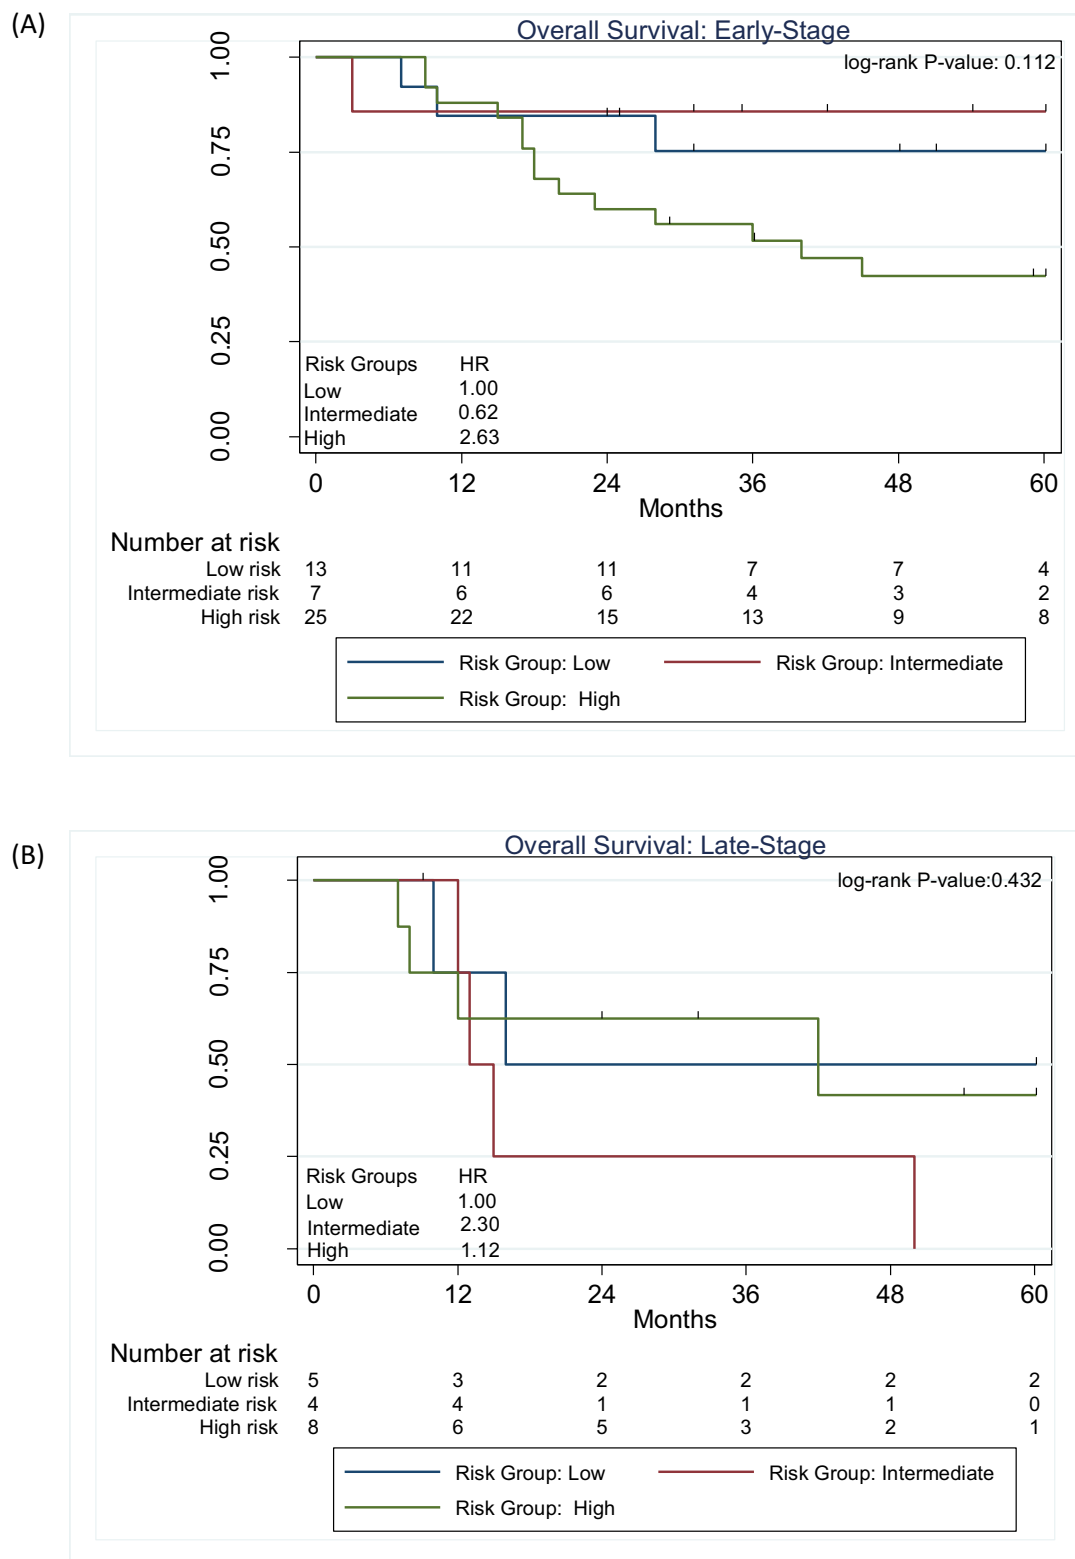 (A)
Overall Survival: Early-Stage
log-rank P-value: 0.112
1.00
0.75
0.50
0.25
0.00
Risk Groups HR
Low 1.00
Intermediate 0.62
High 2.63
0 12 24 36 48 60
Months
Number at risk
Low risk 13 11 11 7 7 4
Intermediate risk 7 6 6 4 3 2
High risk 25 22 15 13 9 8
Risk Group: Low Risk Group: Intermediate
Risk Group: High
(B)
Overall Survival: Late-Stage
log-rank P-value:0.432
1.00
0.75
0.50
0.25
0.00
Risk Groups HR
Low 1.00
Intermediate 2.30
High 1.12
0 12 24 36 48 60
Months
Number at risk
Low risk 5 3 2 2 2 2
Intermediate risk 4 4 1 1 1 0
High risk 8 6 5 3 2 1
Risk Group: Low Risk Group: Intermediate
Risk Group: High